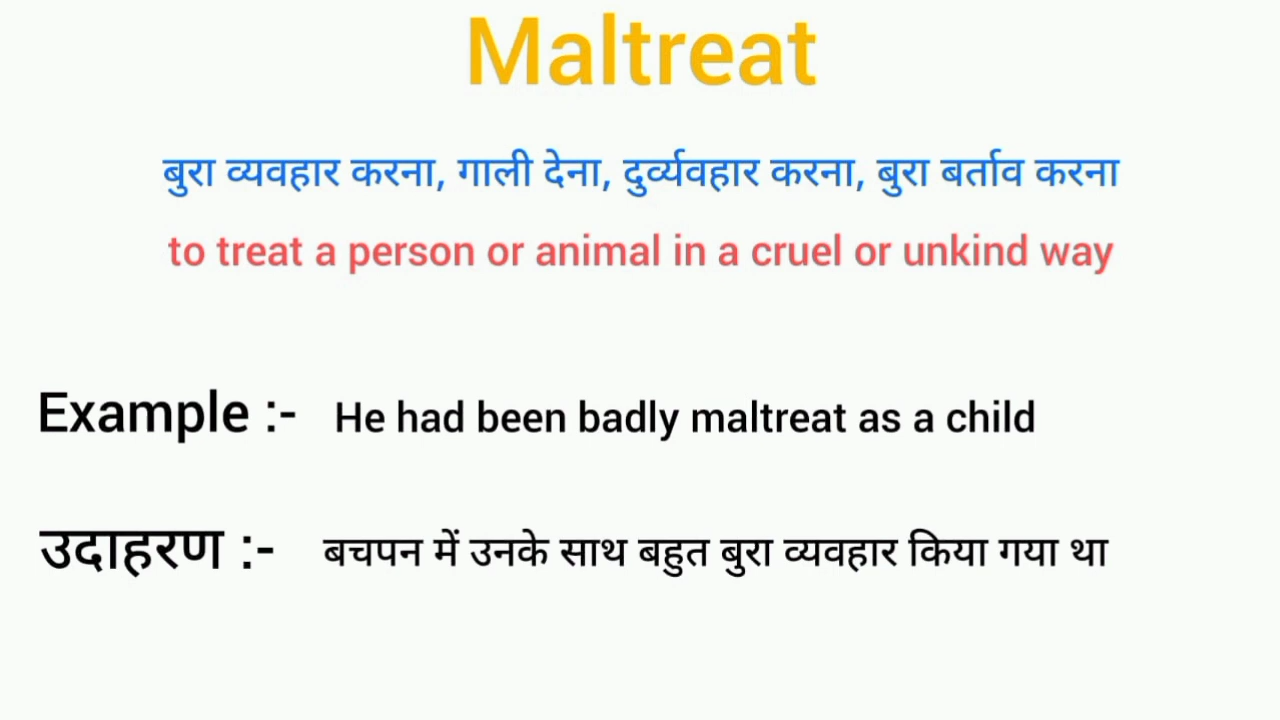 Maltreat
बुरा व्यवहार करना, गाली देना, दुर्व्यवहार करना, बुरा बर्ताव करना
to treat a person or animal in a cruel or unkind way
Example :- He had been badly maltreat as a child
उदाहरण :- बचपन में उनके साथ बहुत बुरा व्यवहार किया गया था